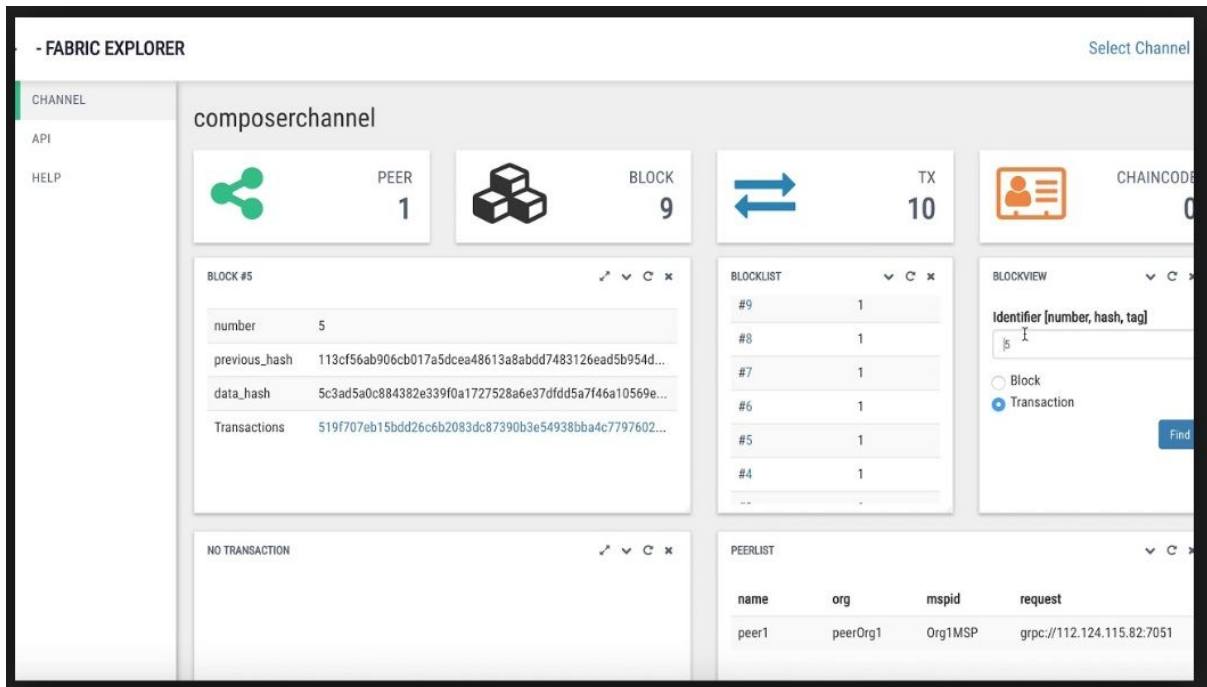 - FABRIC EXPLORER
Select Channel
CHANNEL
API
HELP
composerchannel
PEER
1
BLOCK
9
TX
10
CHAINCODE
0
BLOCK #5
number 5
previous_hash 113cf56ab906cb017a5dcea48613a8abdd7483126ead5b954d...
data_hash 5c3ad5a0c884382e339f0a1727528a6e37dfdd5a7f46a10569e...
Transactions 519f707eb15bdd26c6b2083dc87390b3e54938bba4c7797602...
BLOCKLIST
#9 1
#8 1
#7 1
#6 1
#5 1
#4 1
BLOCKVIEW
Identifier [number, hash, tag]
5
Block
Transaction
Find
NO TRANSACTION
PEERLIST
name org mspid request
peer1 peerOrg1 Org1MSP grpc://112.124.115.82:7051